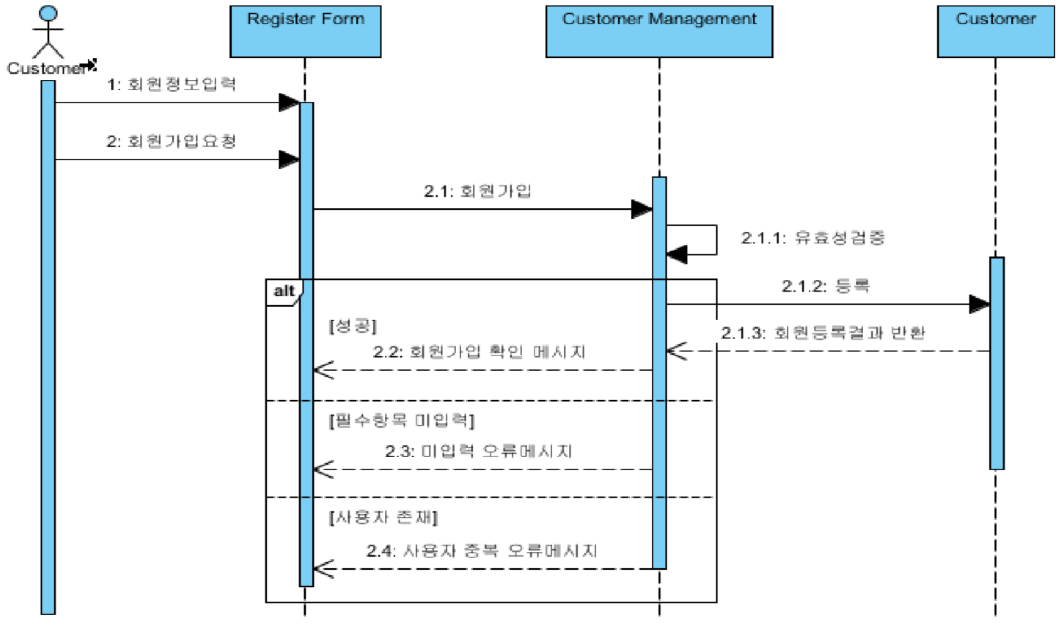 Register Form
Customer Management
Customer
Customer
1: 회원정보입력
2: 회원가입요청
2.1: 회원가입
2.1.1: 유효성검증
alt
2.1.2: 등록
[성공]
2.1.3: 회원등록결과 반환
2.2: 회원가입 확인 메시지
[필수항목 미입력]
2.3: 미입력 오류메시지
[사용자 존재]
2.4: 사용자 중복 오류메시지